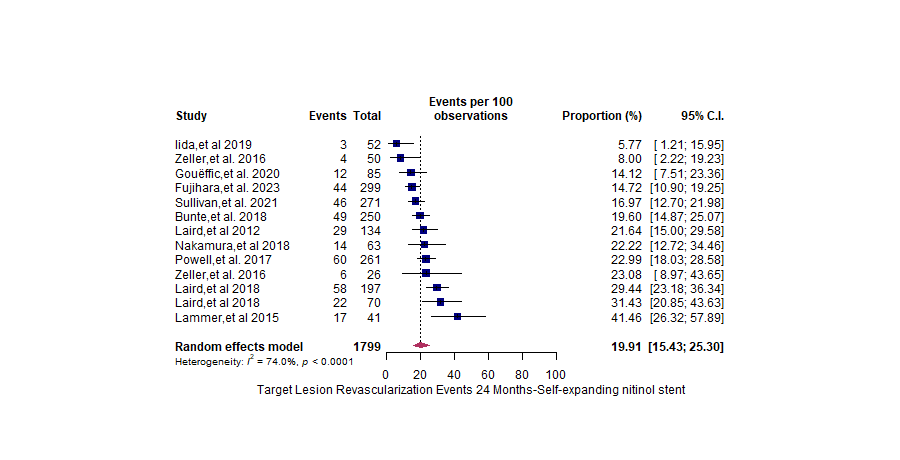 Events per 100
Study Events Total observations Proportion (%) 95% C.I.
Iida,et al 2019 3 52 5.77 [ 1.21; 15.95]
Zeller,et al. 2016 4 50 8.00 [ 2.22; 19.23]
Gouëffic,et al. 2020 12 85 14.12 [ 7.51; 23.36]
Fujihara,et al. 2023 44 299 14.72 [10.90; 19.25]
Sullivan,et al. 2021 46 271 16.97 [12.70; 21.98]
Bunte,et al. 2018 49 250 19.60 [14.87; 25.07]
Laird,et al 2012 29 134 21.64 [15.00; 29.58]
Nakamura,et al 2018 14 63 22.22 [12.72; 34.46]
Powell,et al. 2017 60 261 22.99 [18.03; 28.58]
Zeller,et al. 2016 6 26 23.08 [ 8.97; 43.65]
Laird,et al 2018 58 197 29.44 [23.18; 36.34]
Laird,et al 2018 22 70 31.43 [20.85; 43.63]
Lammer,et al 2015 17 41 41.46 [26.32; 57.89]
Random effects model 1799 19.91 [15.43; 25.30]
Heterogeneity: I² = 74.0%, p < 0.0001
0 20 40 60 80 100
Target Lesion Revascularization Events 24 Months-Self-expanding nitinol stent